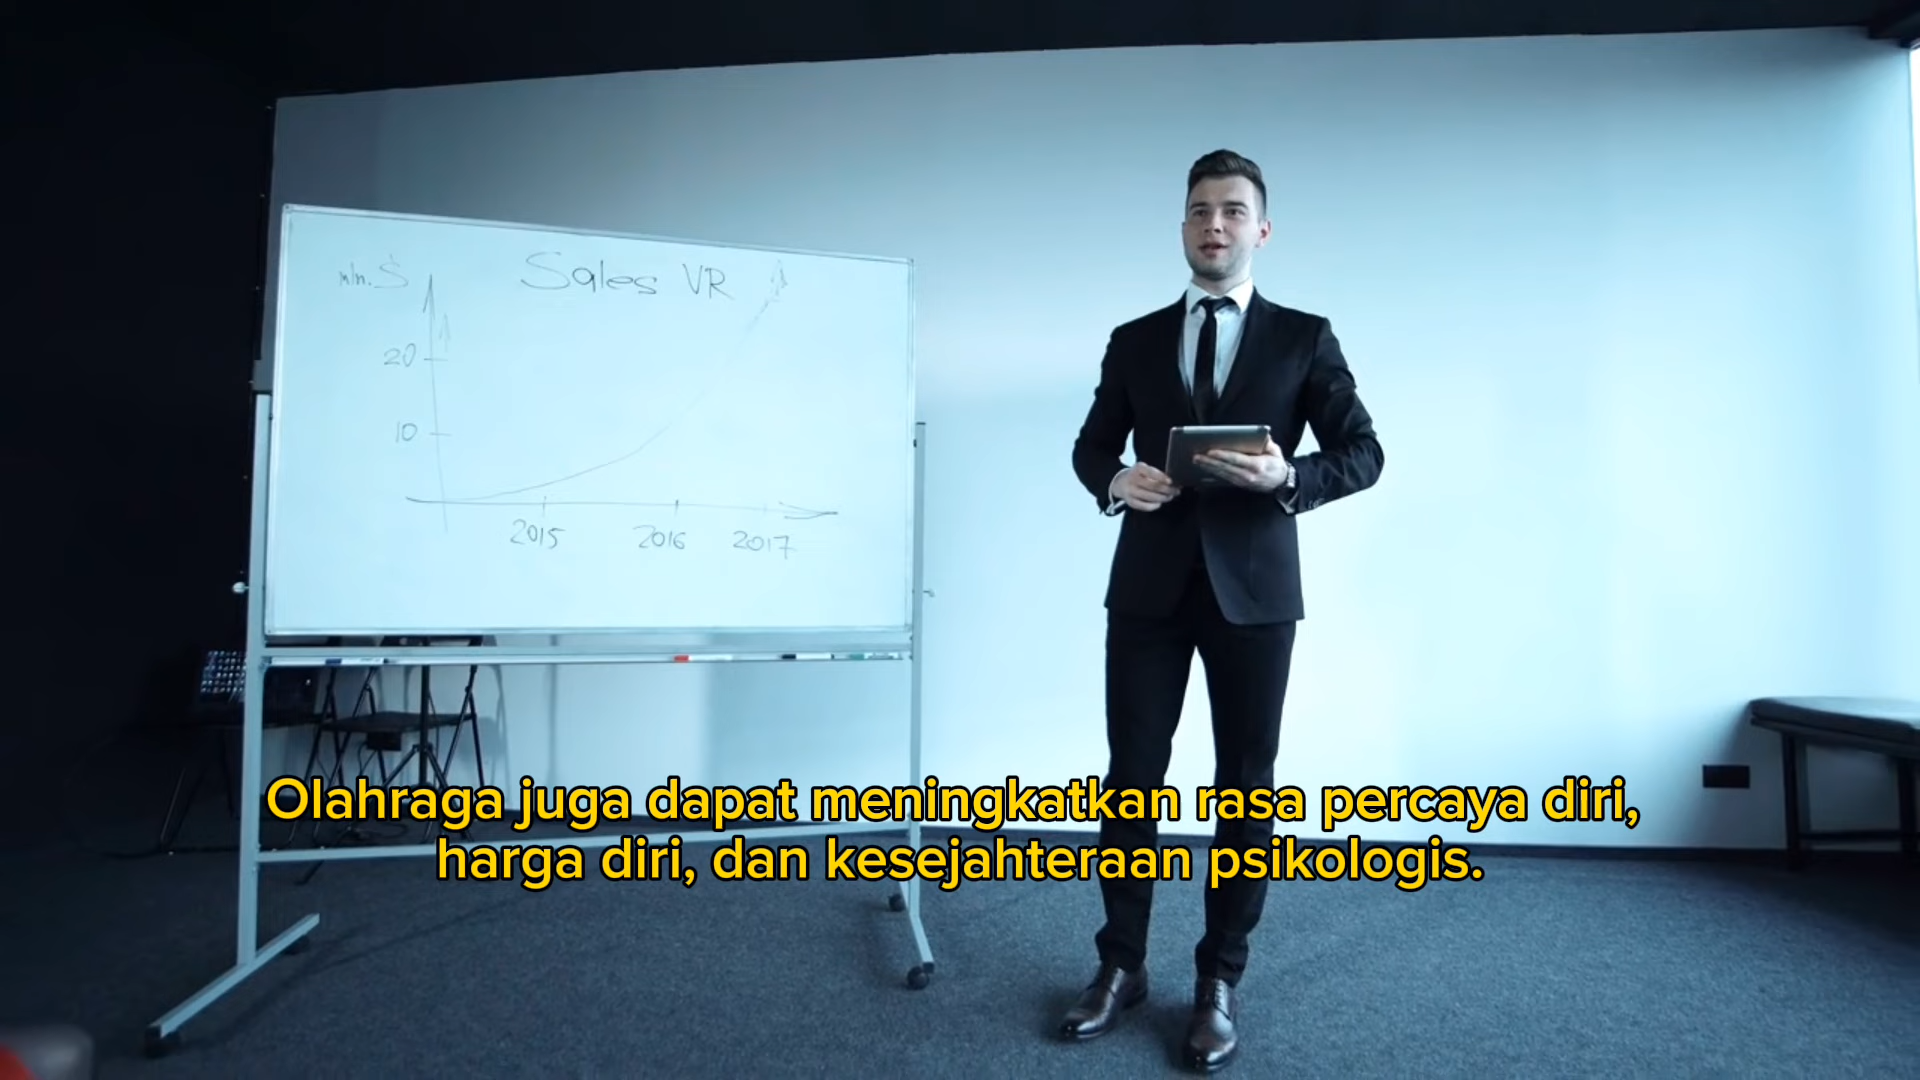 Sales VR
mln. $
20
10
2015 2016 2017
Olahraga juga dapat meningkatkan rasa percaya diri,
harga diri, dan kesejahteraan psikologis.